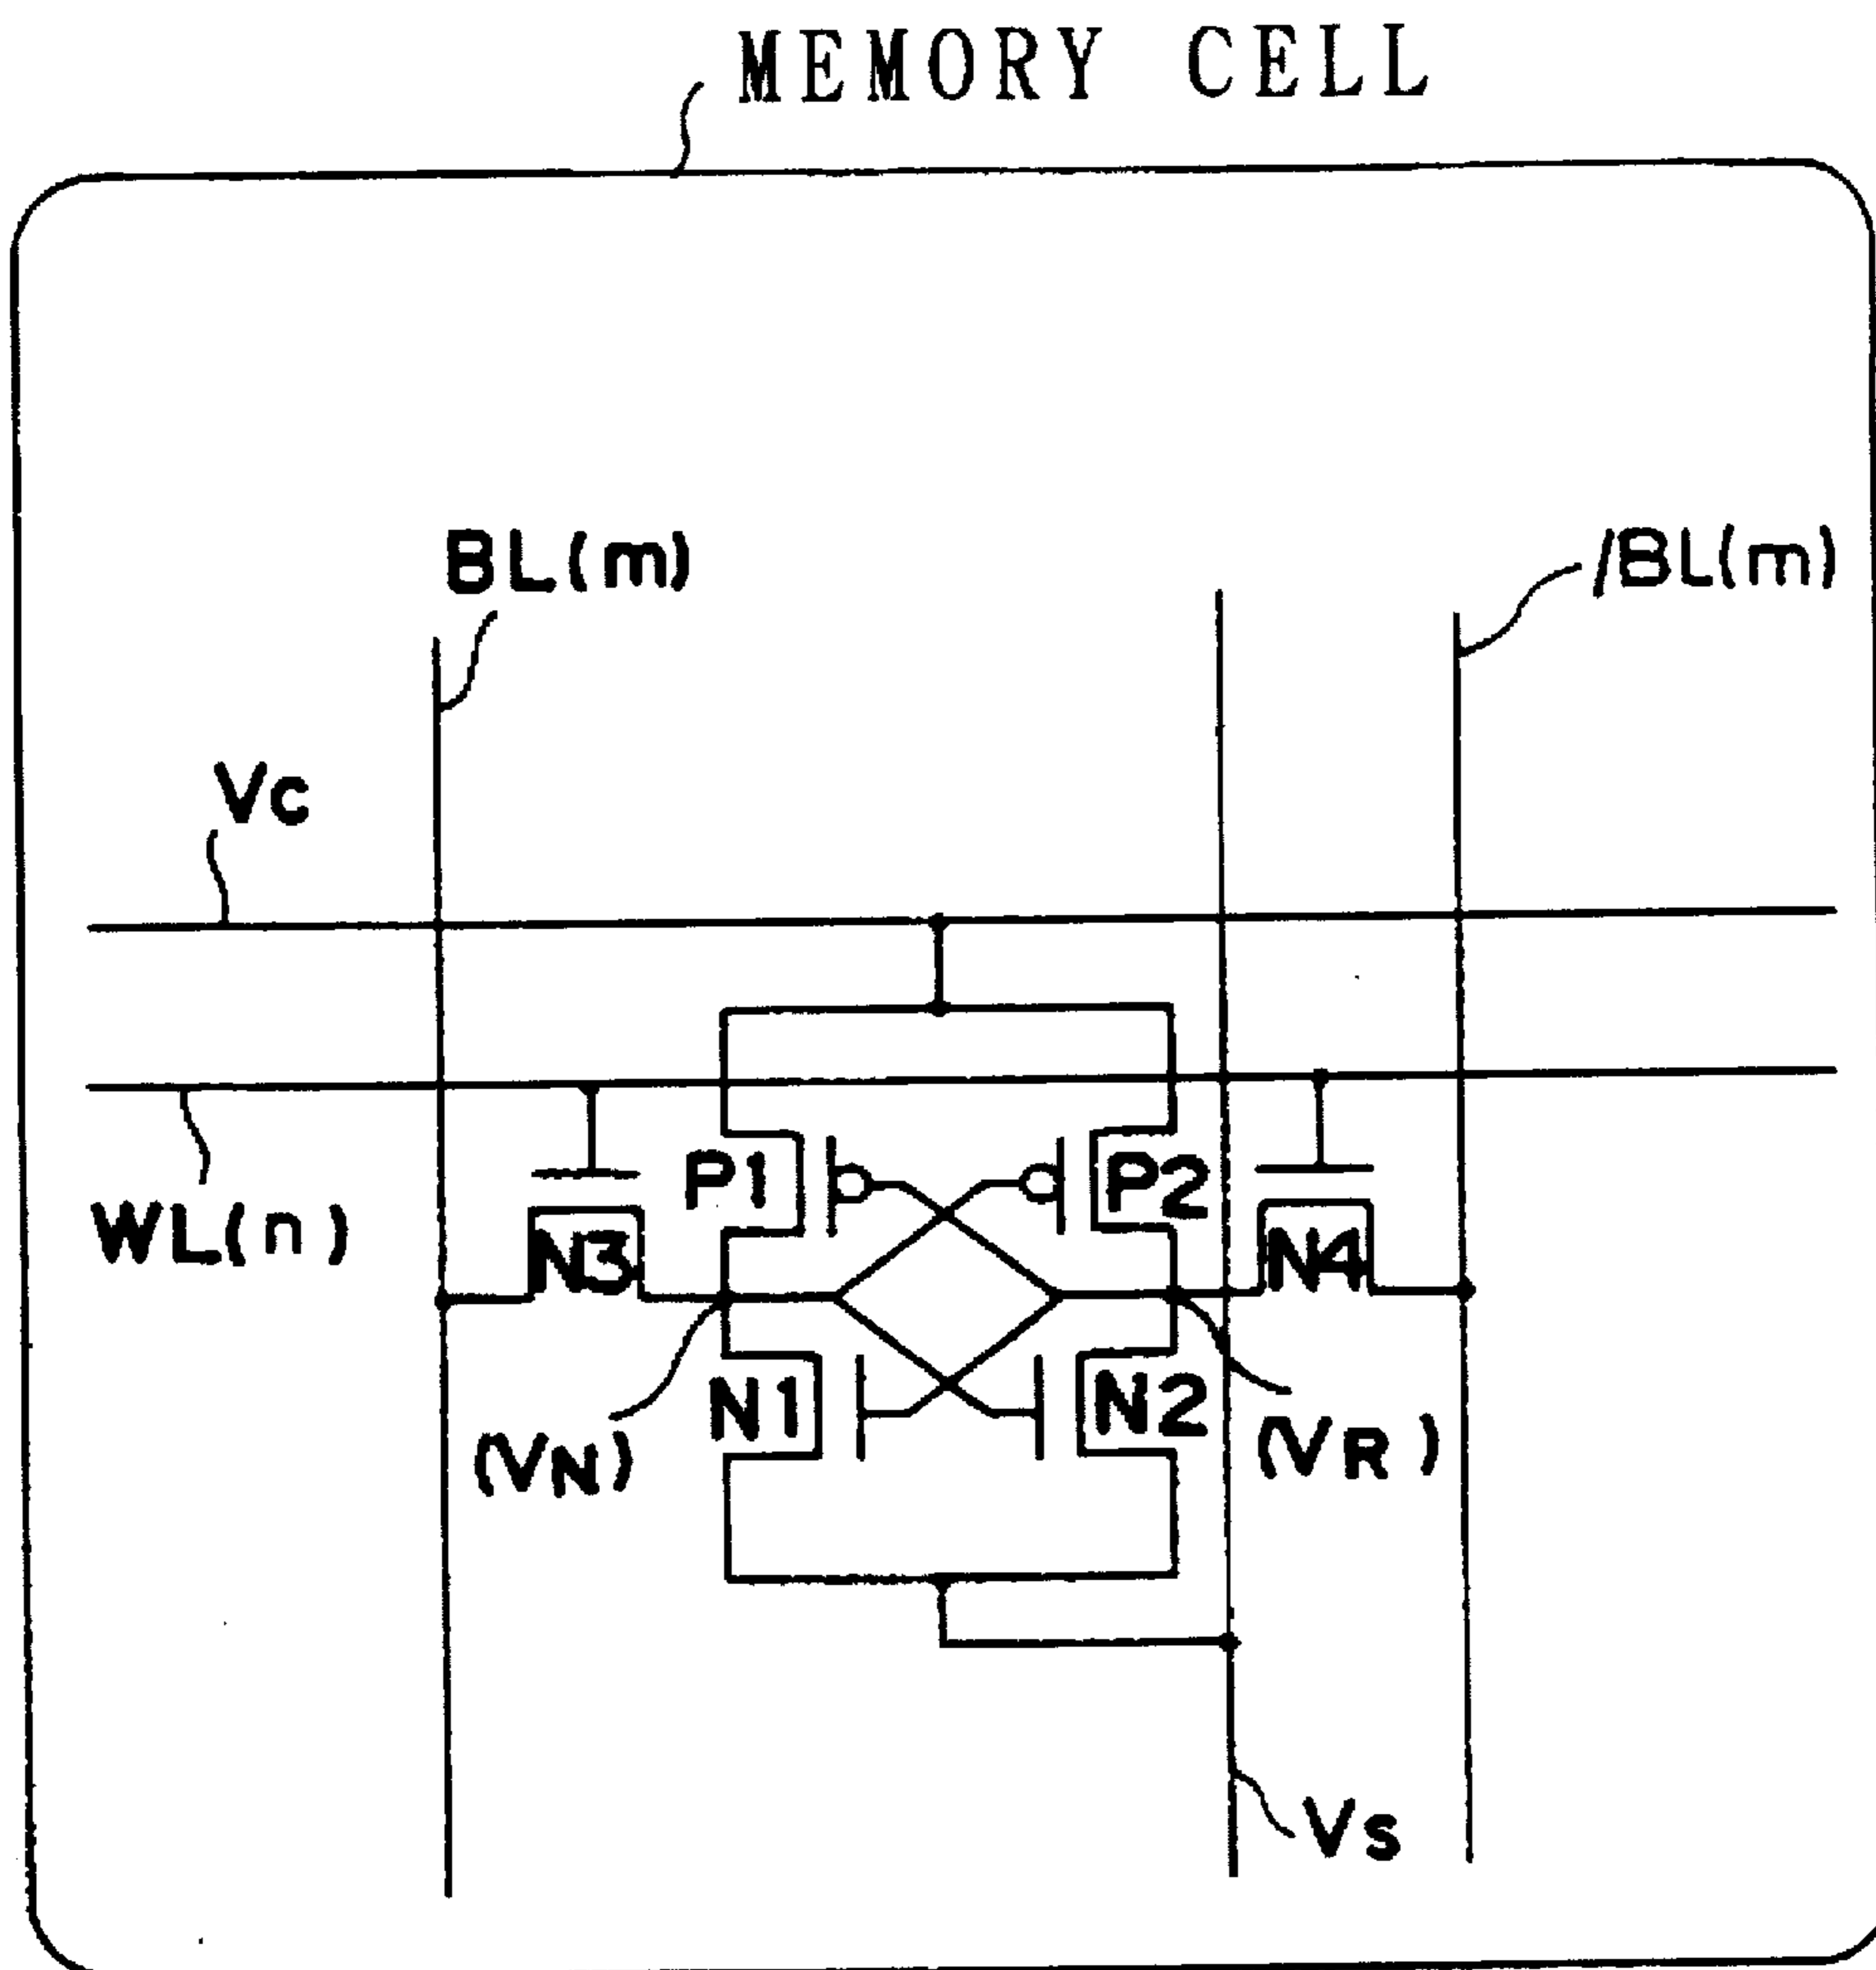 MEMORY CELL
BL(m)
/BL(m)
Vc
WL(n)
P1
P2
N3
N4
N1
N2
(VN)
(VR)
Vs